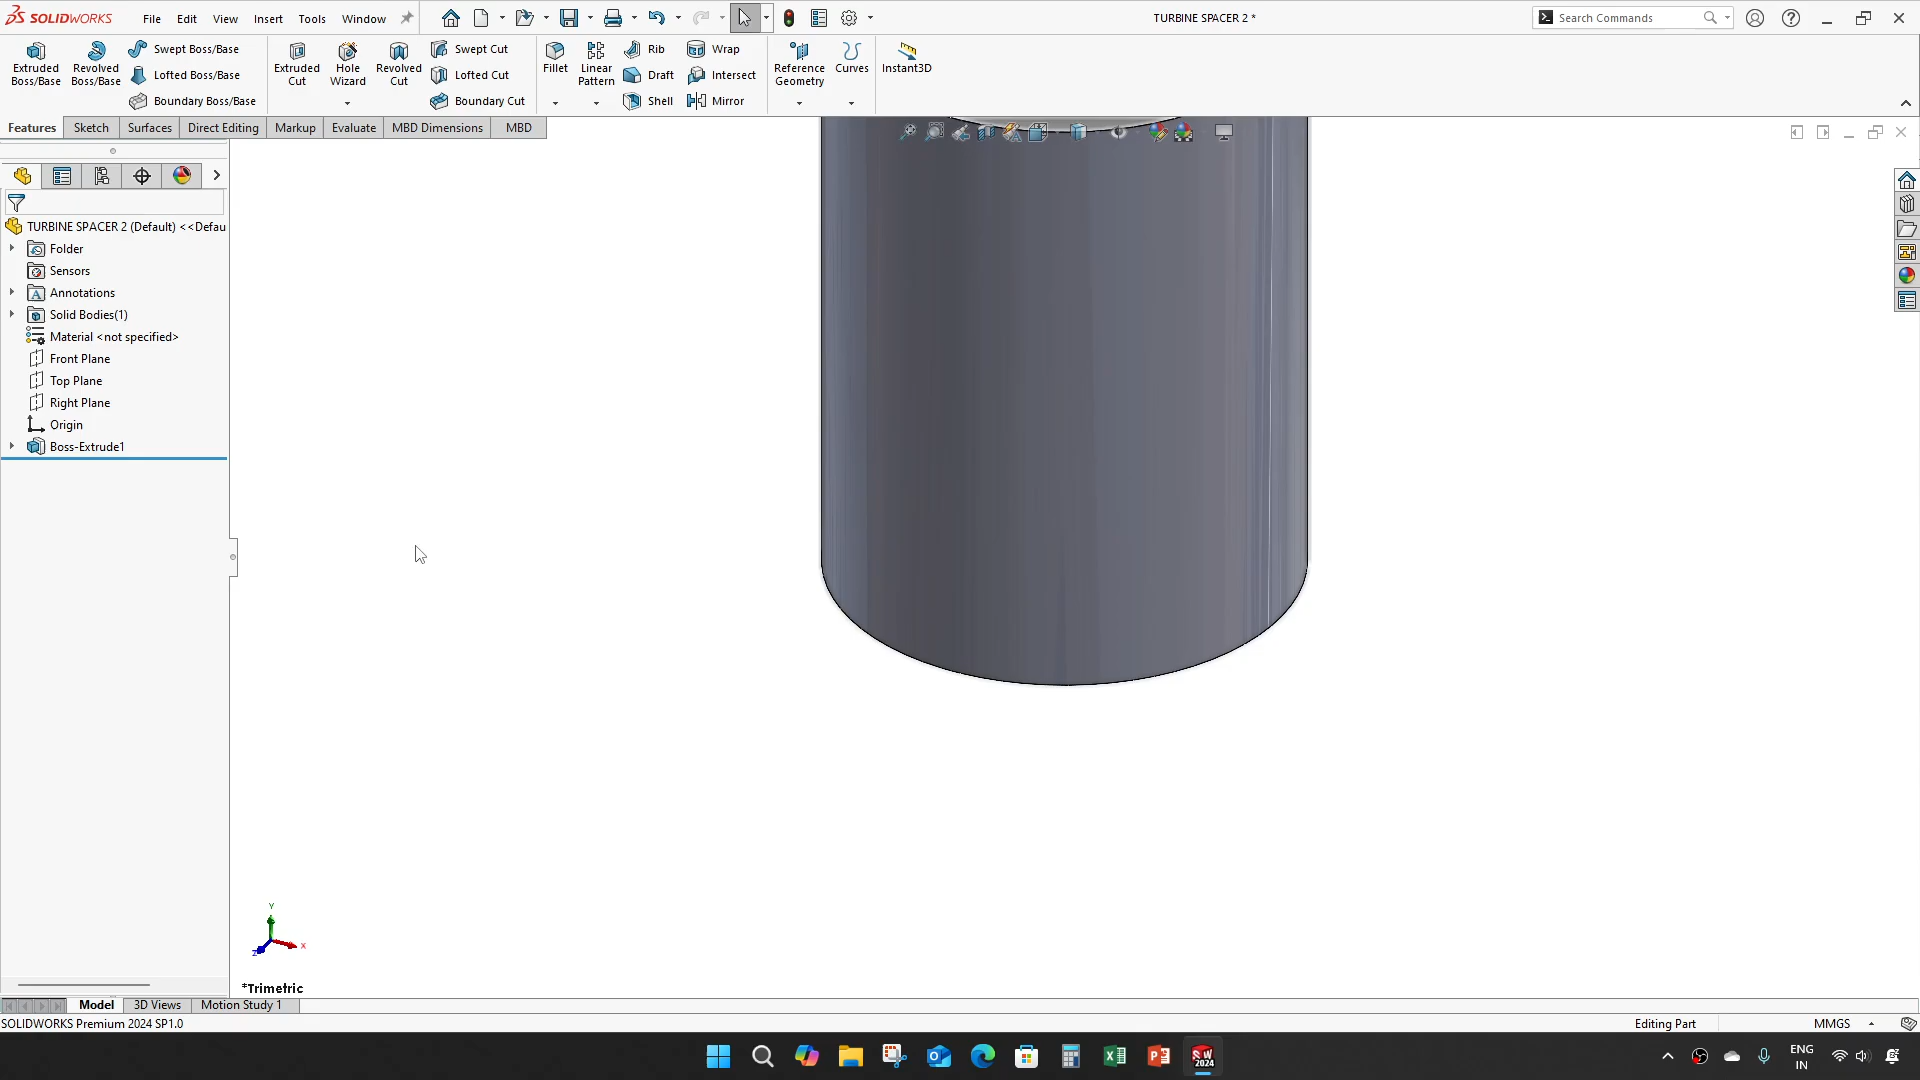 SOLIDWORKS File Edit View Insert Tools Window TURBINE SPACER 2 * Search Commands
Extruded Boss/Base
Revolved Boss/Base
Swept Boss/Base
Lofted Boss/Base
Boundary Boss/Base
Extruded Cut
Hole Wizard
Revolved Cut
Swept Cut
Lofted Cut
Boundary Cut
Fillet
Linear Pattern
Rib
Draft
Shell
Wrap
Intersect
Mirror
Reference Geometry
Curves
Instant3D
Features Sketch Surfaces Direct Editing Markup Evaluate MBD Dimensions MBD
TURBINE SPACER 2 (Default) <<Defau
Folder
Sensors
Annotations
Solid Bodies(1)
Material <not specified>
Front Plane
Top Plane
Right Plane
Origin
Boss-Extrude1
Y
X
Z
*Trimetric
Model 3D Views Motion Study 1
SOLIDWORKS Premium 2024 SP1.0 Editing Part MMGS
SW 2024
ENG
IN